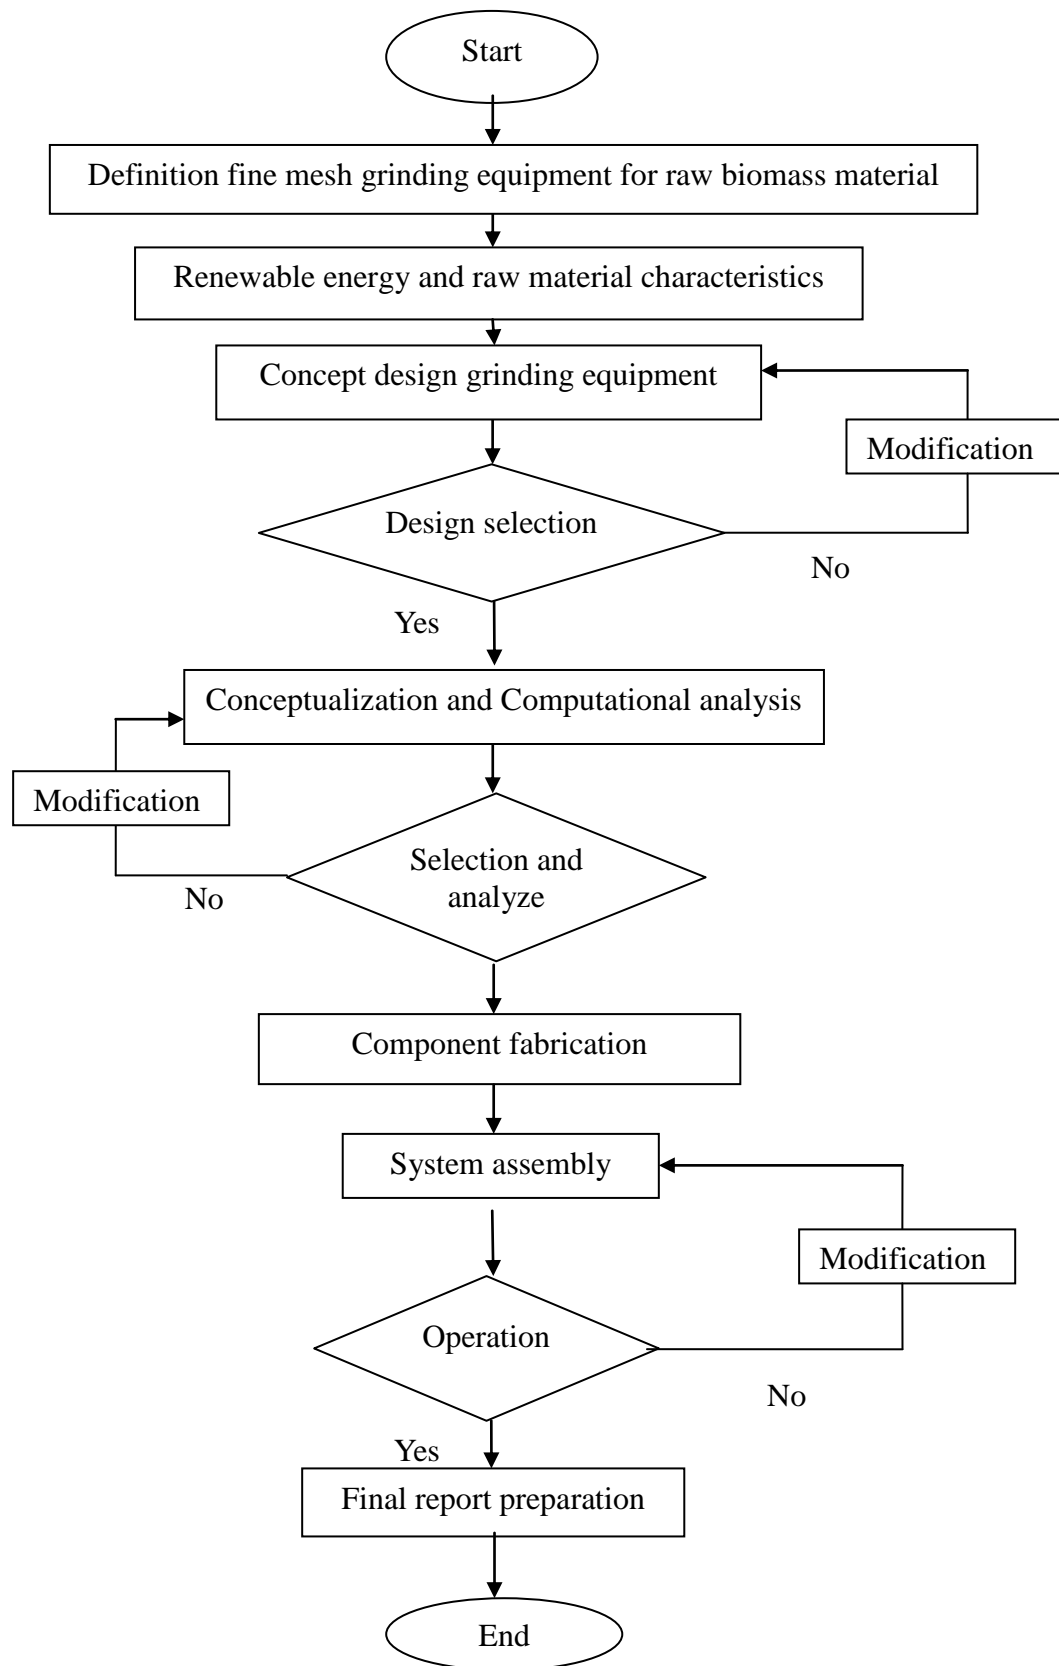 Start
Definition fine mesh grinding equipment for raw biomass material
Renewable energy and raw material characteristics
Concept design grinding equipment
Modification
Design selection
No
Yes
Conceptualization and Computational analysis
Modification
Selection and
analyze
No
Component fabrication
System assembly
Modification
Operation
No
Yes
Final report preparation
End